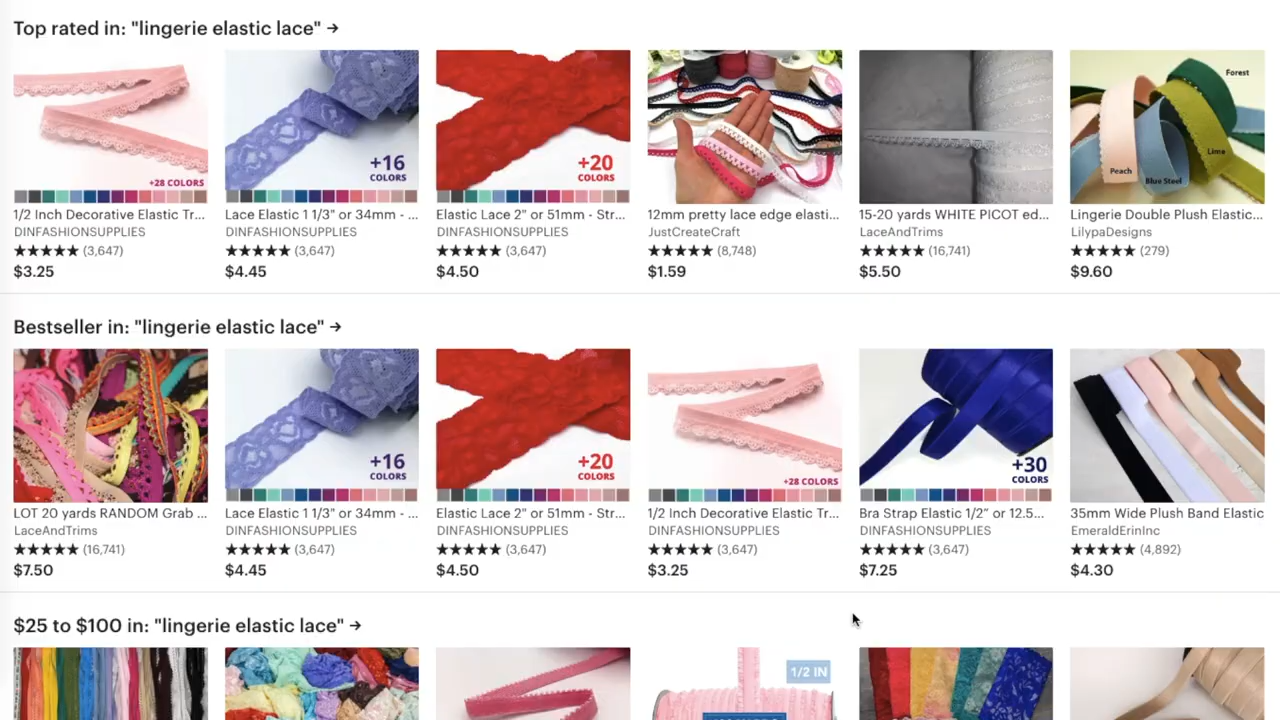 Top rated in: "lingerie elastic lace" →
+28 COLORS
+16
COLORS
+20
COLORS
Forest
Lime
Peach
Blue Steel
1/2 Inch Decorative Elastic Tr...
Lace Elastic 1 1/3" or 34mm - ...
Elastic Lace 2" or 51mm - Str...
12mm pretty lace edge elasti...
15-20 yards WHITE PICOT ed...
Lingerie Double Plush Elastic...
DINFASHIONSUPPLIES
DINFASHIONSUPPLIES
DINFASHIONSUPPLIES
JustCreateCraft
LaceAndTrims
LilypaDesigns
★★★★★ (3,647)
★★★★★ (3,647)
★★★★★ (3,647)
★★★★★ (8,748)
★★★★★ (16,741)
★★★★★ (279)
$3.25
$4.45
$4.50
$1.59
$5.50
$9.60
Bestseller in: "lingerie elastic lace" →
+16
COLORS
+20
COLORS
+28 COLORS
+30
COLORS
LOT 20 yards RANDOM Grab ...
Lace Elastic 1 1/3" or 34mm - ...
Elastic Lace 2" or 51mm - Str...
1/2 Inch Decorative Elastic Tr...
Bra Strap Elastic 1/2” or 12.5...
35mm Wide Plush Band Elastic
LaceAndTrims
DINFASHIONSUPPLIES
DINFASHIONSUPPLIES
DINFASHIONSUPPLIES
DINFASHIONSUPPLIES
EmeraldErinInc
★★★★★ (16,741)
★★★★★ (3,647)
★★★★★ (3,647)
★★★★★ (3,647)
★★★★★ (3,647)
★★★★★ (4,892)
$7.50
$4.45
$4.50
$3.25
$7.25
$4.30
$25 to $100 in: "lingerie elastic lace" →
1/2 IN